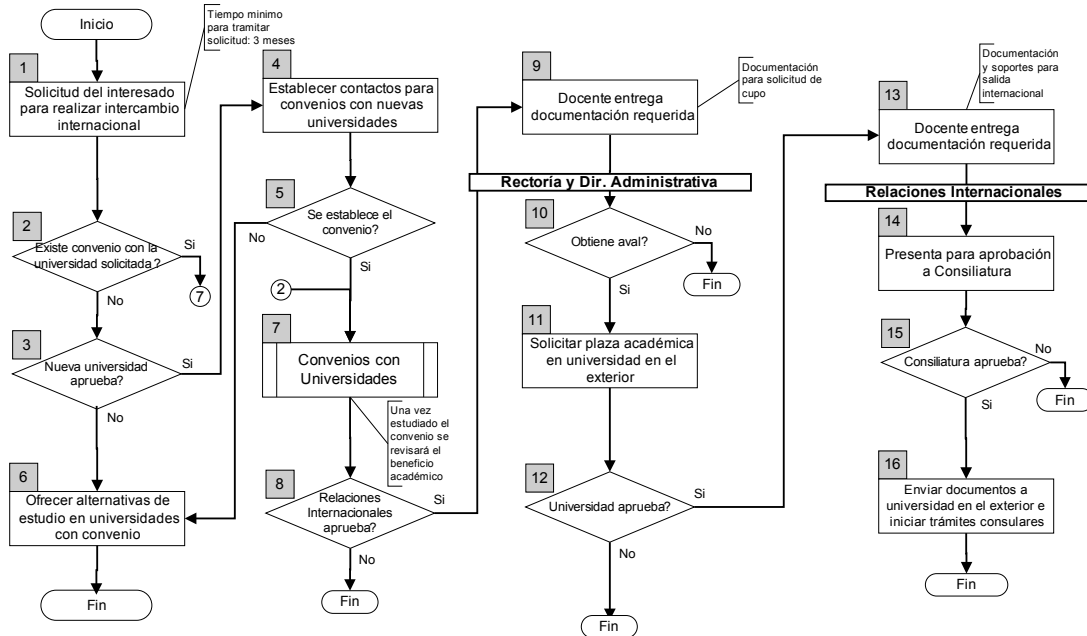 Inicio
Tiempo minimo
para tramitar
solicitud: 3 meses
1
Solicitud del interesado
para realizar intercambio
internacional
2
Existe convenio con la
universidad solicitada?
Si
7
No
3
Nueva universidad
aprueba?
Si
No
6
Ofrecer alternativas de
estudio en universidades
con convenio
Fin
4
Establecer contactos para
convenios con nuevas
universidades
5
Se establece el
convenio?
No
Si
2
7
Convenios con
Universidades
Una vez
estudiado el
convenio se
revisará el
beneficio
académico
8
Relaciones
Internacionales
aprueba?
Si
No
Fin
9
Docente entrega
documentación requerida
Documentación
para solicitud de
cupo
Rectoría y Dir. Administrativa
10
Obtiene aval?
No
Fin
Si
11
Solicitar plaza académica
en universidad en el
exterior
12
Universidad aprueba?
Si
No
Fin
Documentación
y soportes para
salida
internacional
13
Docente entrega
documentación requerida
Relaciones Internacionales
14
Presenta para aprobación
a Consiliatura
15
Consiliatura aprueba?
No
Fin
Si
16
Enviar documentos a
universidad en el exterior e
iniciar trámites consulares
Fin